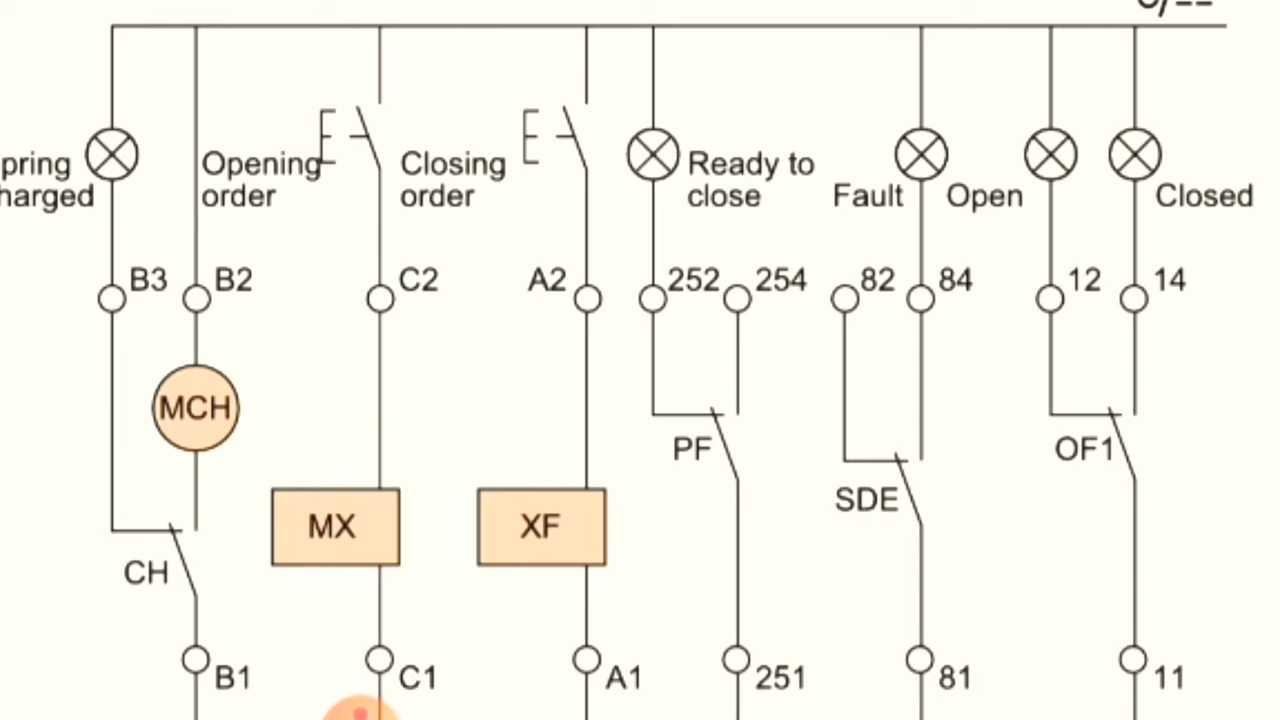 pring
harged
Opening
order
Closing
order
Ready to
close
Fault
Open
Closed
B3
B2
C2
A2
252
254
82
84
12
14
MCH
PF
OF1
SDE
MX
XF
CH
B1
C1
A1
251
81
11